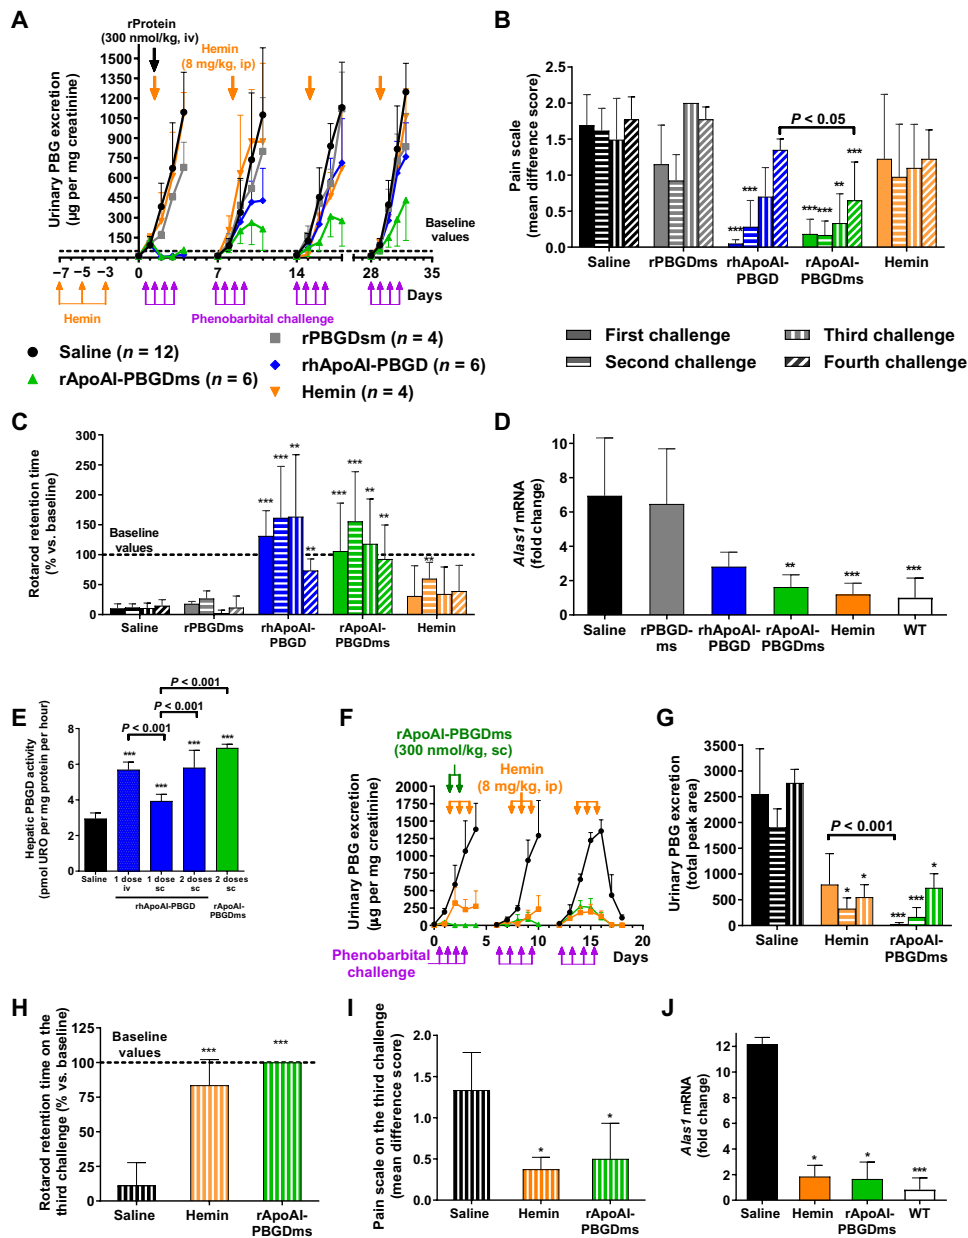 A
rProtein
(300 nmol/kg, iv)
Hemin
(8 mg/kg, ip)
Urinary PBG excretion
(µg per mg creatinine)
1500
1350
1200
1050
900
750
600
450
300
150
Baseline
values
−7 −5 −3 0 7 14 21 28 35
Days
Hemin
Phenobarbital challenge
Saline (n = 12)
rApoAI-PBGDms (n = 6)
rPBGDsm (n = 4)
rhApoAI-PBGD (n = 6)
Hemin (n = 4)
B
Pain scale
(mean difference score)
2.5
2.0
1.5
1.0
0.5
0.0
P < 0.05
*** *** *** *** ** ***
Saline rPBGDms rhApoAI-PBGD rApoAI-PBGDms Hemin
First challenge
Second challenge
Third challenge
Fourth challenge
C
Rotarod retention time
(% vs. baseline)
300
250
200
150
100
50
0
Baseline
values
*** *** ** ** *** *** ** ** **
Saline rPBGDms rhApoAI-PBGD rApoAI-PBGDms Hemin
D
Alas1 mRNA
(fold change)
10
8
6
4
2
0
** *** ***
Saline rPBGD-ms rhApoAI-PBGD rApoAI-PBGDms Hemin WT
E
Hepatic PBGD activity
(pmol URO per mg protein per hour)
8
6
4
2
0
P < 0.001
P < 0.001
P < 0.001
*** *** *** ***
Saline 1 dose iv 1 dose sc 2 doses sc 2 doses sc
rhApoAI-PBGD
rApoAI-PBGDms
F
rApoAI-PBGDms
(300 nmol/kg, sc)
Hemin
(8 mg/kg, ip)
Urinary PBG excretion
(µg per mg creatinine)
2000
1750
1500
1250
1000
750
500
250
0
0 5 10 15 20
Days
Phenobarbital
challenge
G
Urinary PBG excretion
(total peak area)
3500
3000
2500
2000
1500
1000
500
0
P < 0.001
* * *** *** *
Saline Hemin rApoAI-PBGDms
H
Rotarod retention time on the
third challenge (% vs. baseline)
125
100
75
50
25
0
Baseline
values
*** ***
Saline Hemin rApoAI-PBGDms
I
Pain scale on the third challenge
(mean difference score)
2.0
1.5
1.0
0.5
0.0
* *
Saline Hemin rApoAI-PBGDms
J
Alas1 mRNA
(fold change)
12
10
8
6
4
2
0
* * ***
Saline Hemin rApoAI-PBGDms WT